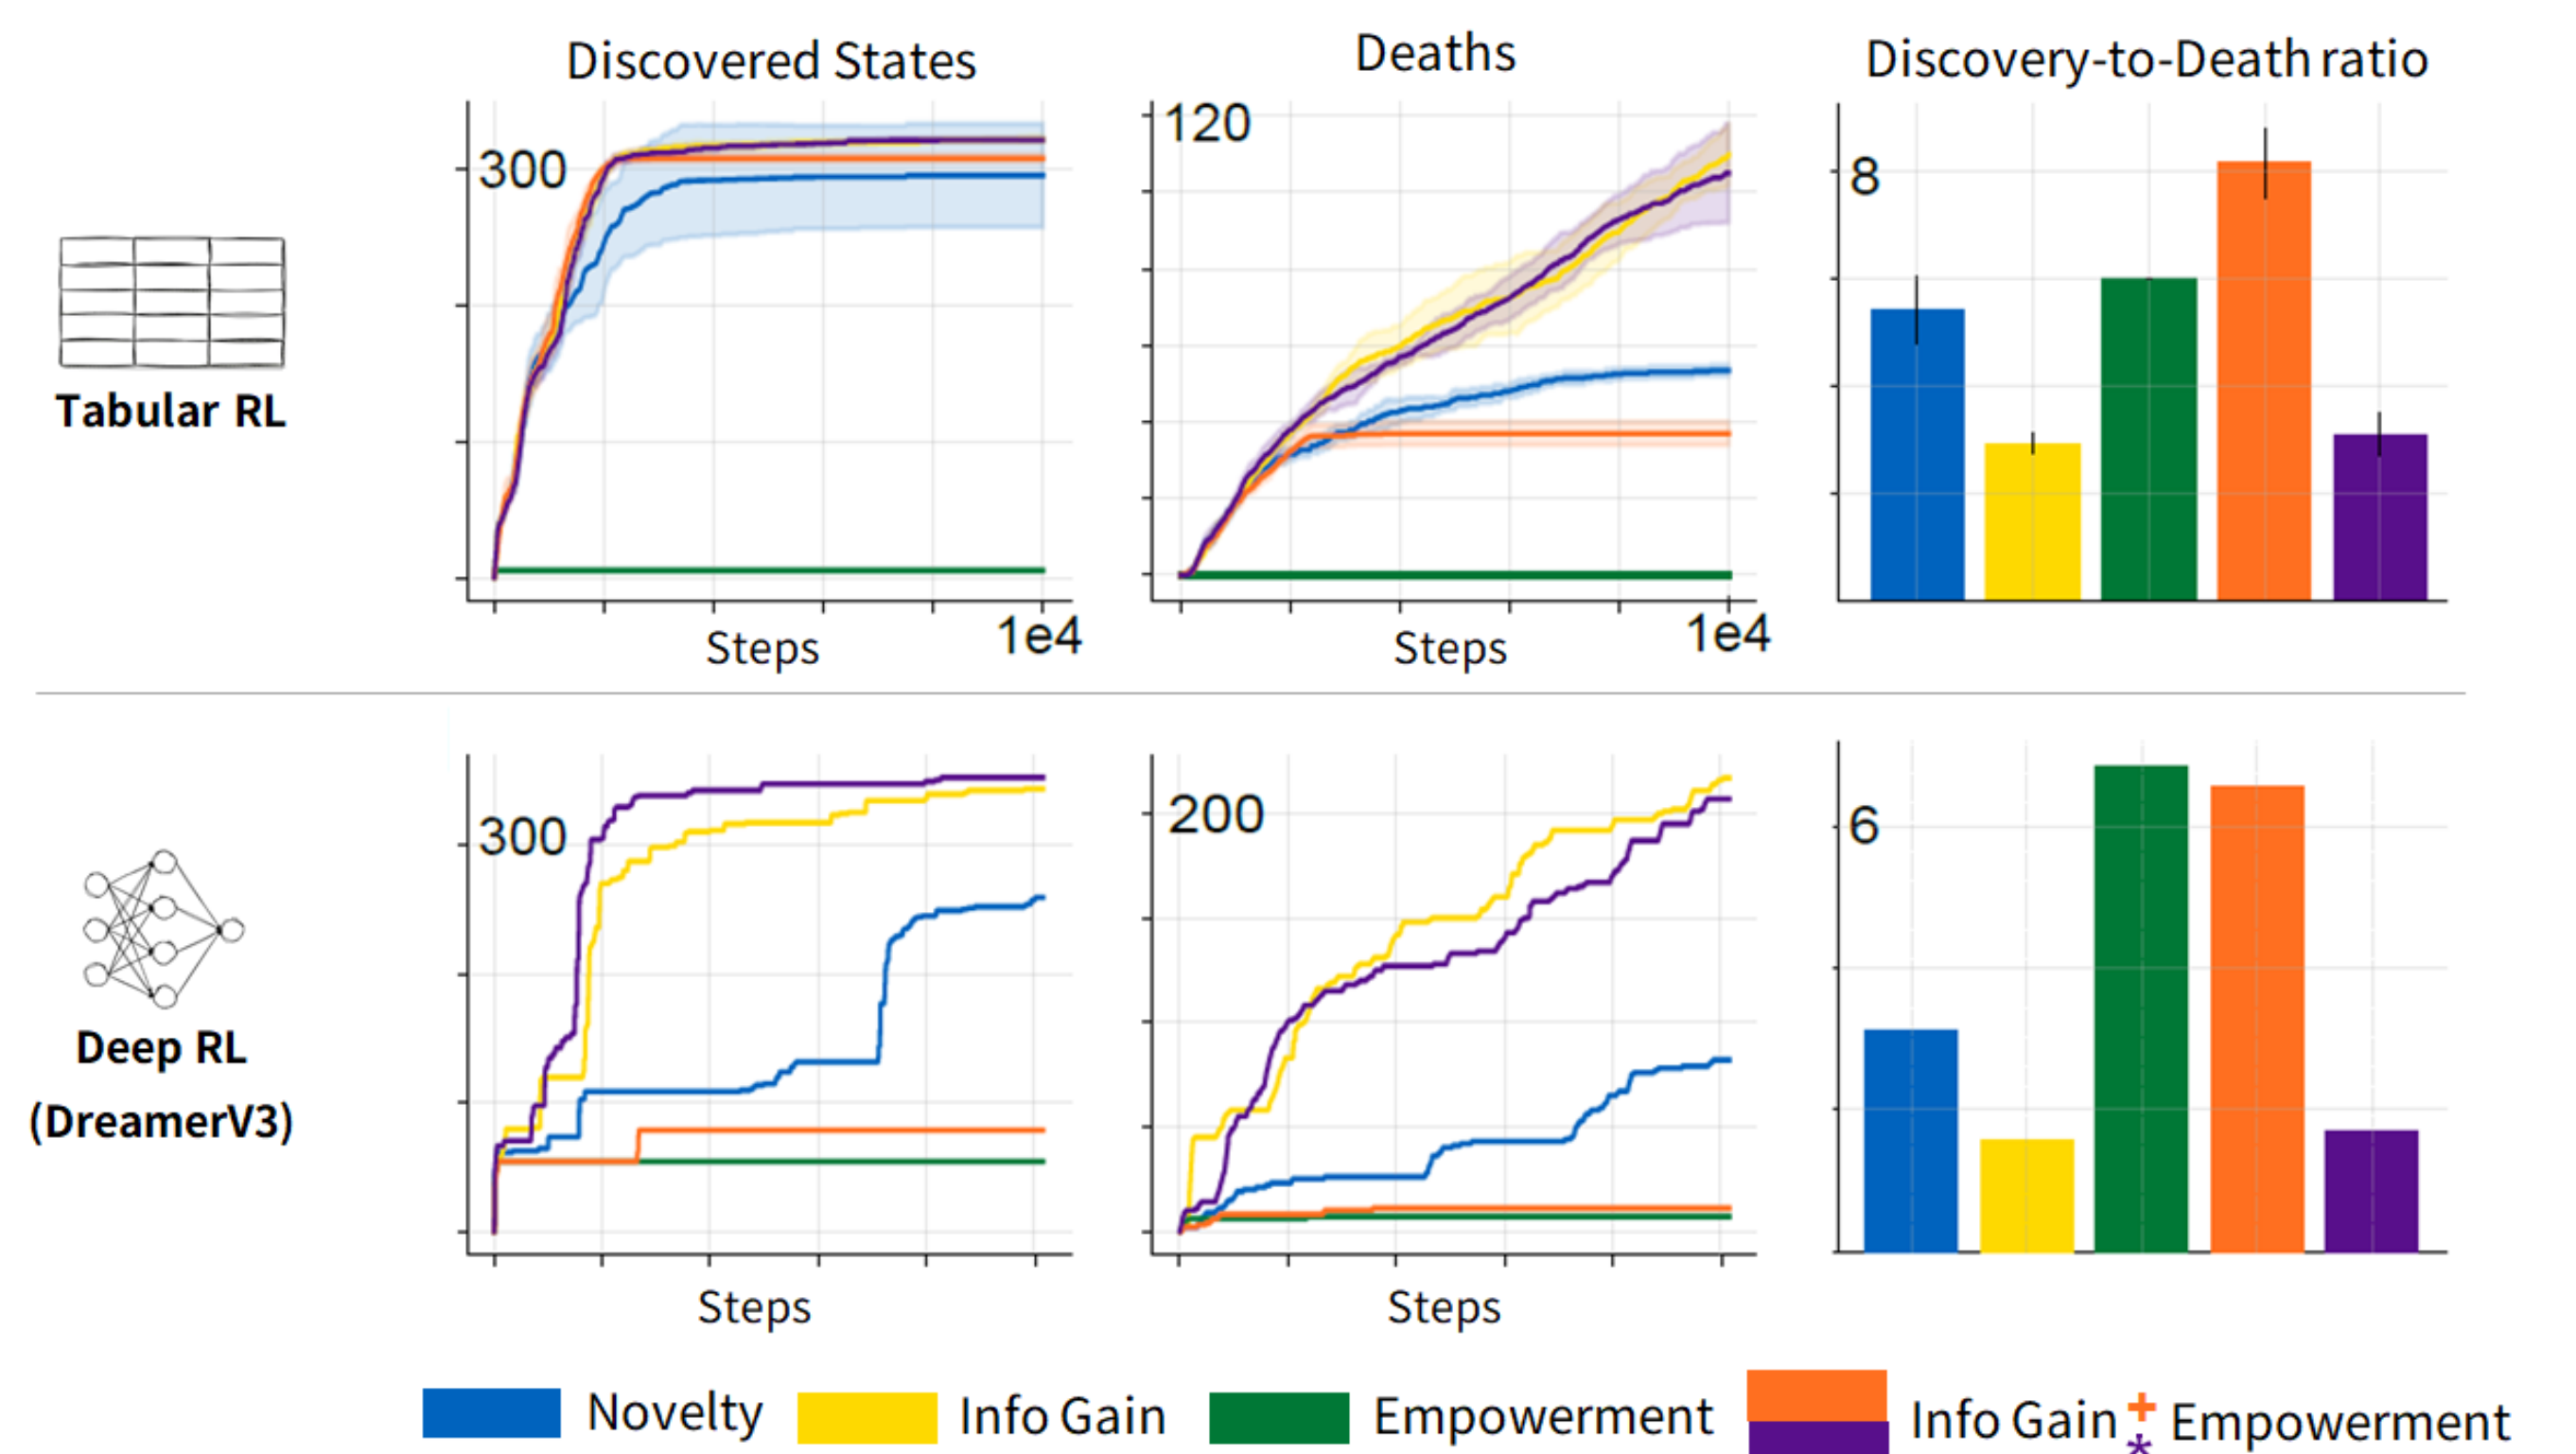 Discovered States
Deaths
Discovery-to-Death ratio
300
120
8
Tabular RL
Steps
1e4
Steps
1e4
300
200
6
Deep RL
(DreamerV3)
Steps
Steps
Novelty
Info Gain
Empowerment
Info Gain + * Empowerment